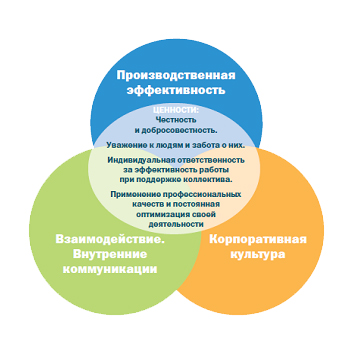 Производственная
эффективность
ЦЕННОСТИ:
Честность
и добросовестность.
Уважение к людям и забота о них.
Индивидуальная ответственность
за эффективность работы
при поддержке коллектива.
Применение профессиональных
качеств и постоянная
оптимизация своей
деятельности
Взаимодействие.
Внутренние
коммуникации
Корпоративная
культура